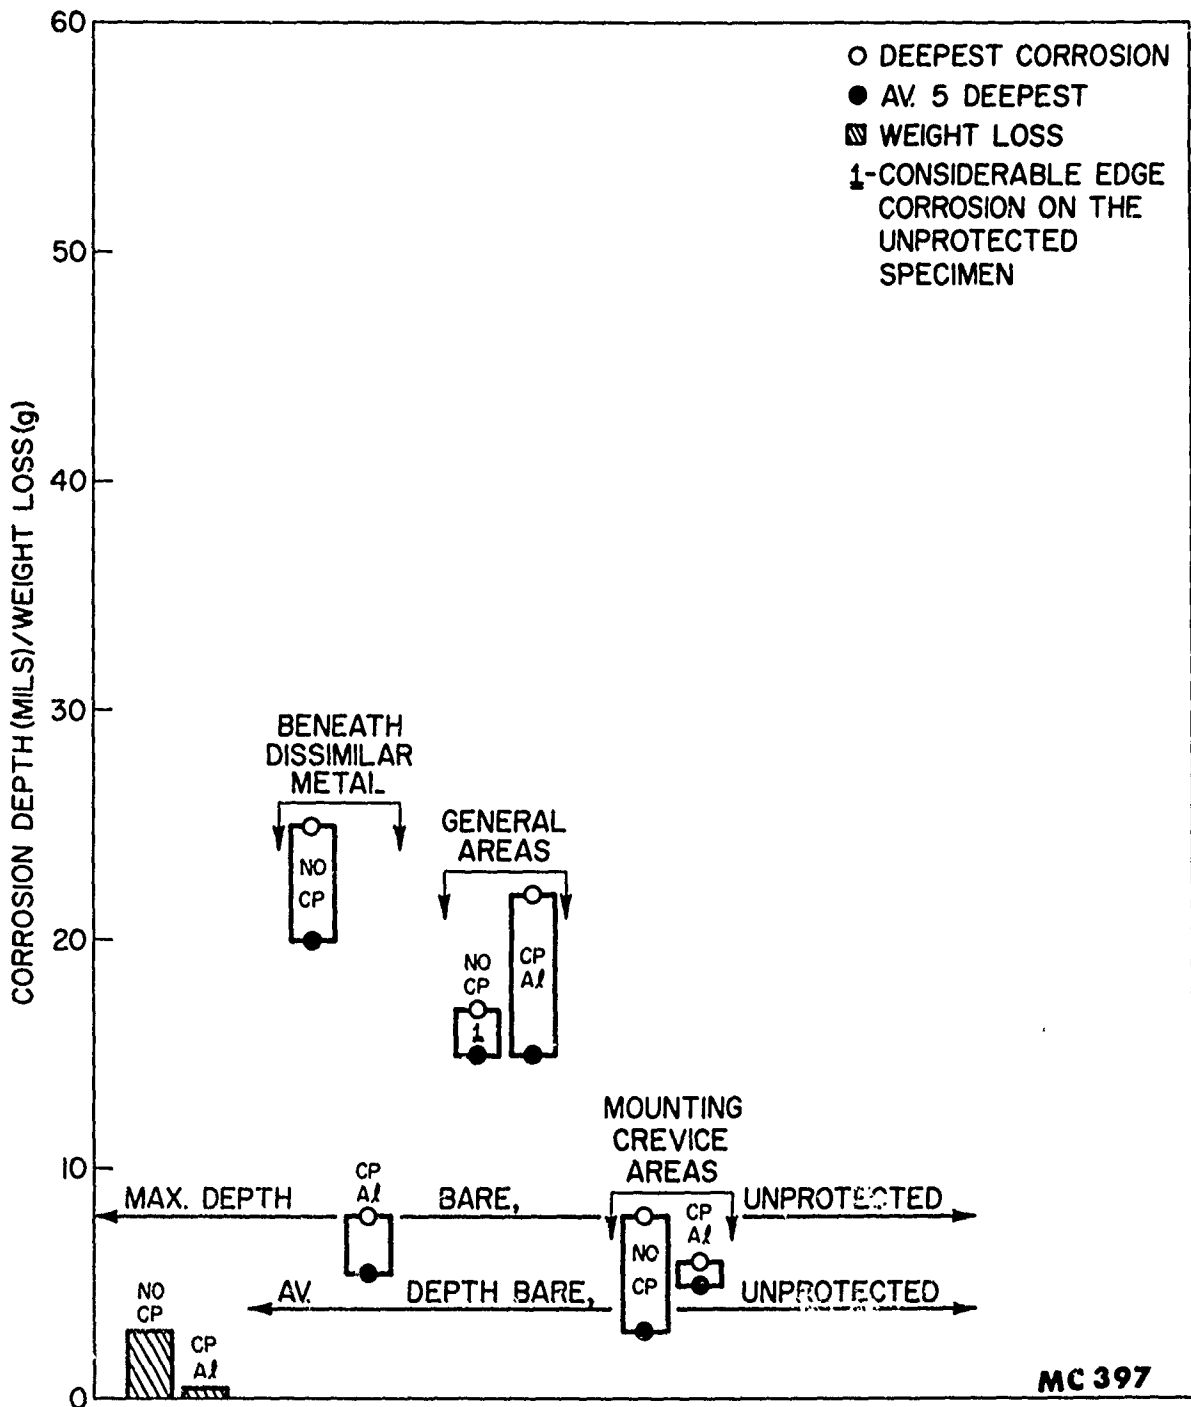 60
50
40
30
20
10
0
CORROSION DEPTH (MILS)/WEIGHT LOSS (g)
DEEPEST CORROSION
AV. 5 DEEPEST
WEIGHT LOSS
1-CONSIDERABLE EDGE
CORROSION ON THE
UNPROTECTED
SPECIMEN
BENEATH
DISSIMILAR
METAL
NO
CP
GENERAL
AREAS
NO
CP
1
CP
Al
MOUNTING
CREVICE
AREAS
CP
Al
MAX. DEPTH BARE, UNPROTECTED
NO
CP
CP
Al
AV. DEPTH BARE, UNPROTECTED
NO
CP
CP
Al
MC 397